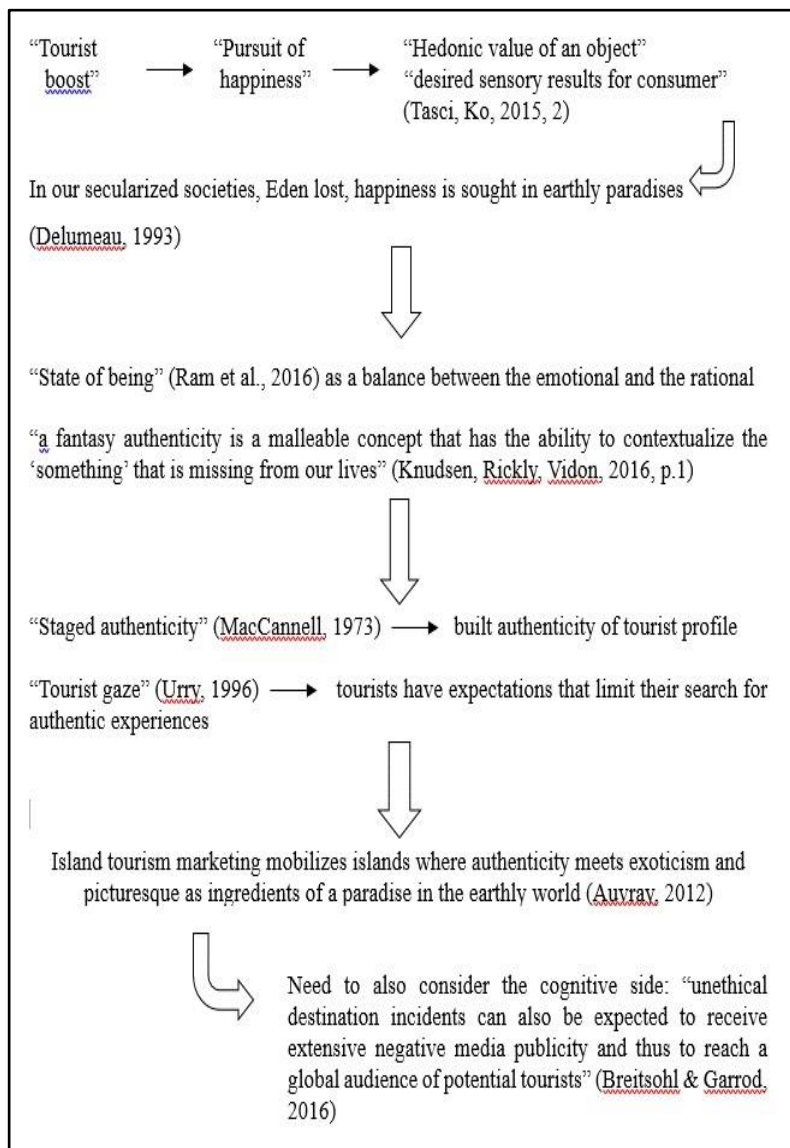 “Tourist boost” “Pursuit of happiness” “Hedonic value of an object”
“desired sensory results for consumer”
(Tasci, Ko, 2015, 2)
In our secularized societies, Eden lost, happiness is sought in earthly paradises
(Delumeau, 1993)
“State of being” (Ram et al., 2016) as a balance between the emotional and the rational
“a fantasy authenticity is a malleable concept that has the ability to contextualize the
‘something’ that is missing from our lives” (Knudsen, Rickly, Vidon, 2016, p.1)
“Staged authenticity” (MacCannell, 1973) → built authenticity of tourist profile
“Tourist gaze” (Urry, 1996) → tourists have expectations that limit their search for
authentic experiences
Island tourism marketing mobilizes islands where authenticity meets exoticism and
picturesque as ingredients of a paradise in the earthly world (Auvray, 2012)
Need to also consider the cognitive side: “unethical
destination incidents can also be expected to receive
extensive negative media publicity and thus to reach a
global audience of potential tourists” (Breitsohl & Garrod,
2016)